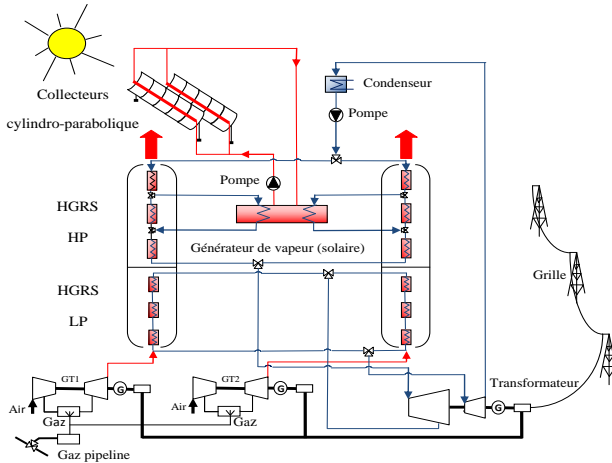 Collecteurs
cylindro-parabolique
Condenseur
Pompe
Pompe
HGRS
HP
Générateur de vapeur (solaire)
HGRS
LP
Grille
GT1
GT2
G
G
G
Transformateur
Air
Gaz
Air
Gaz
Gaz pipeline